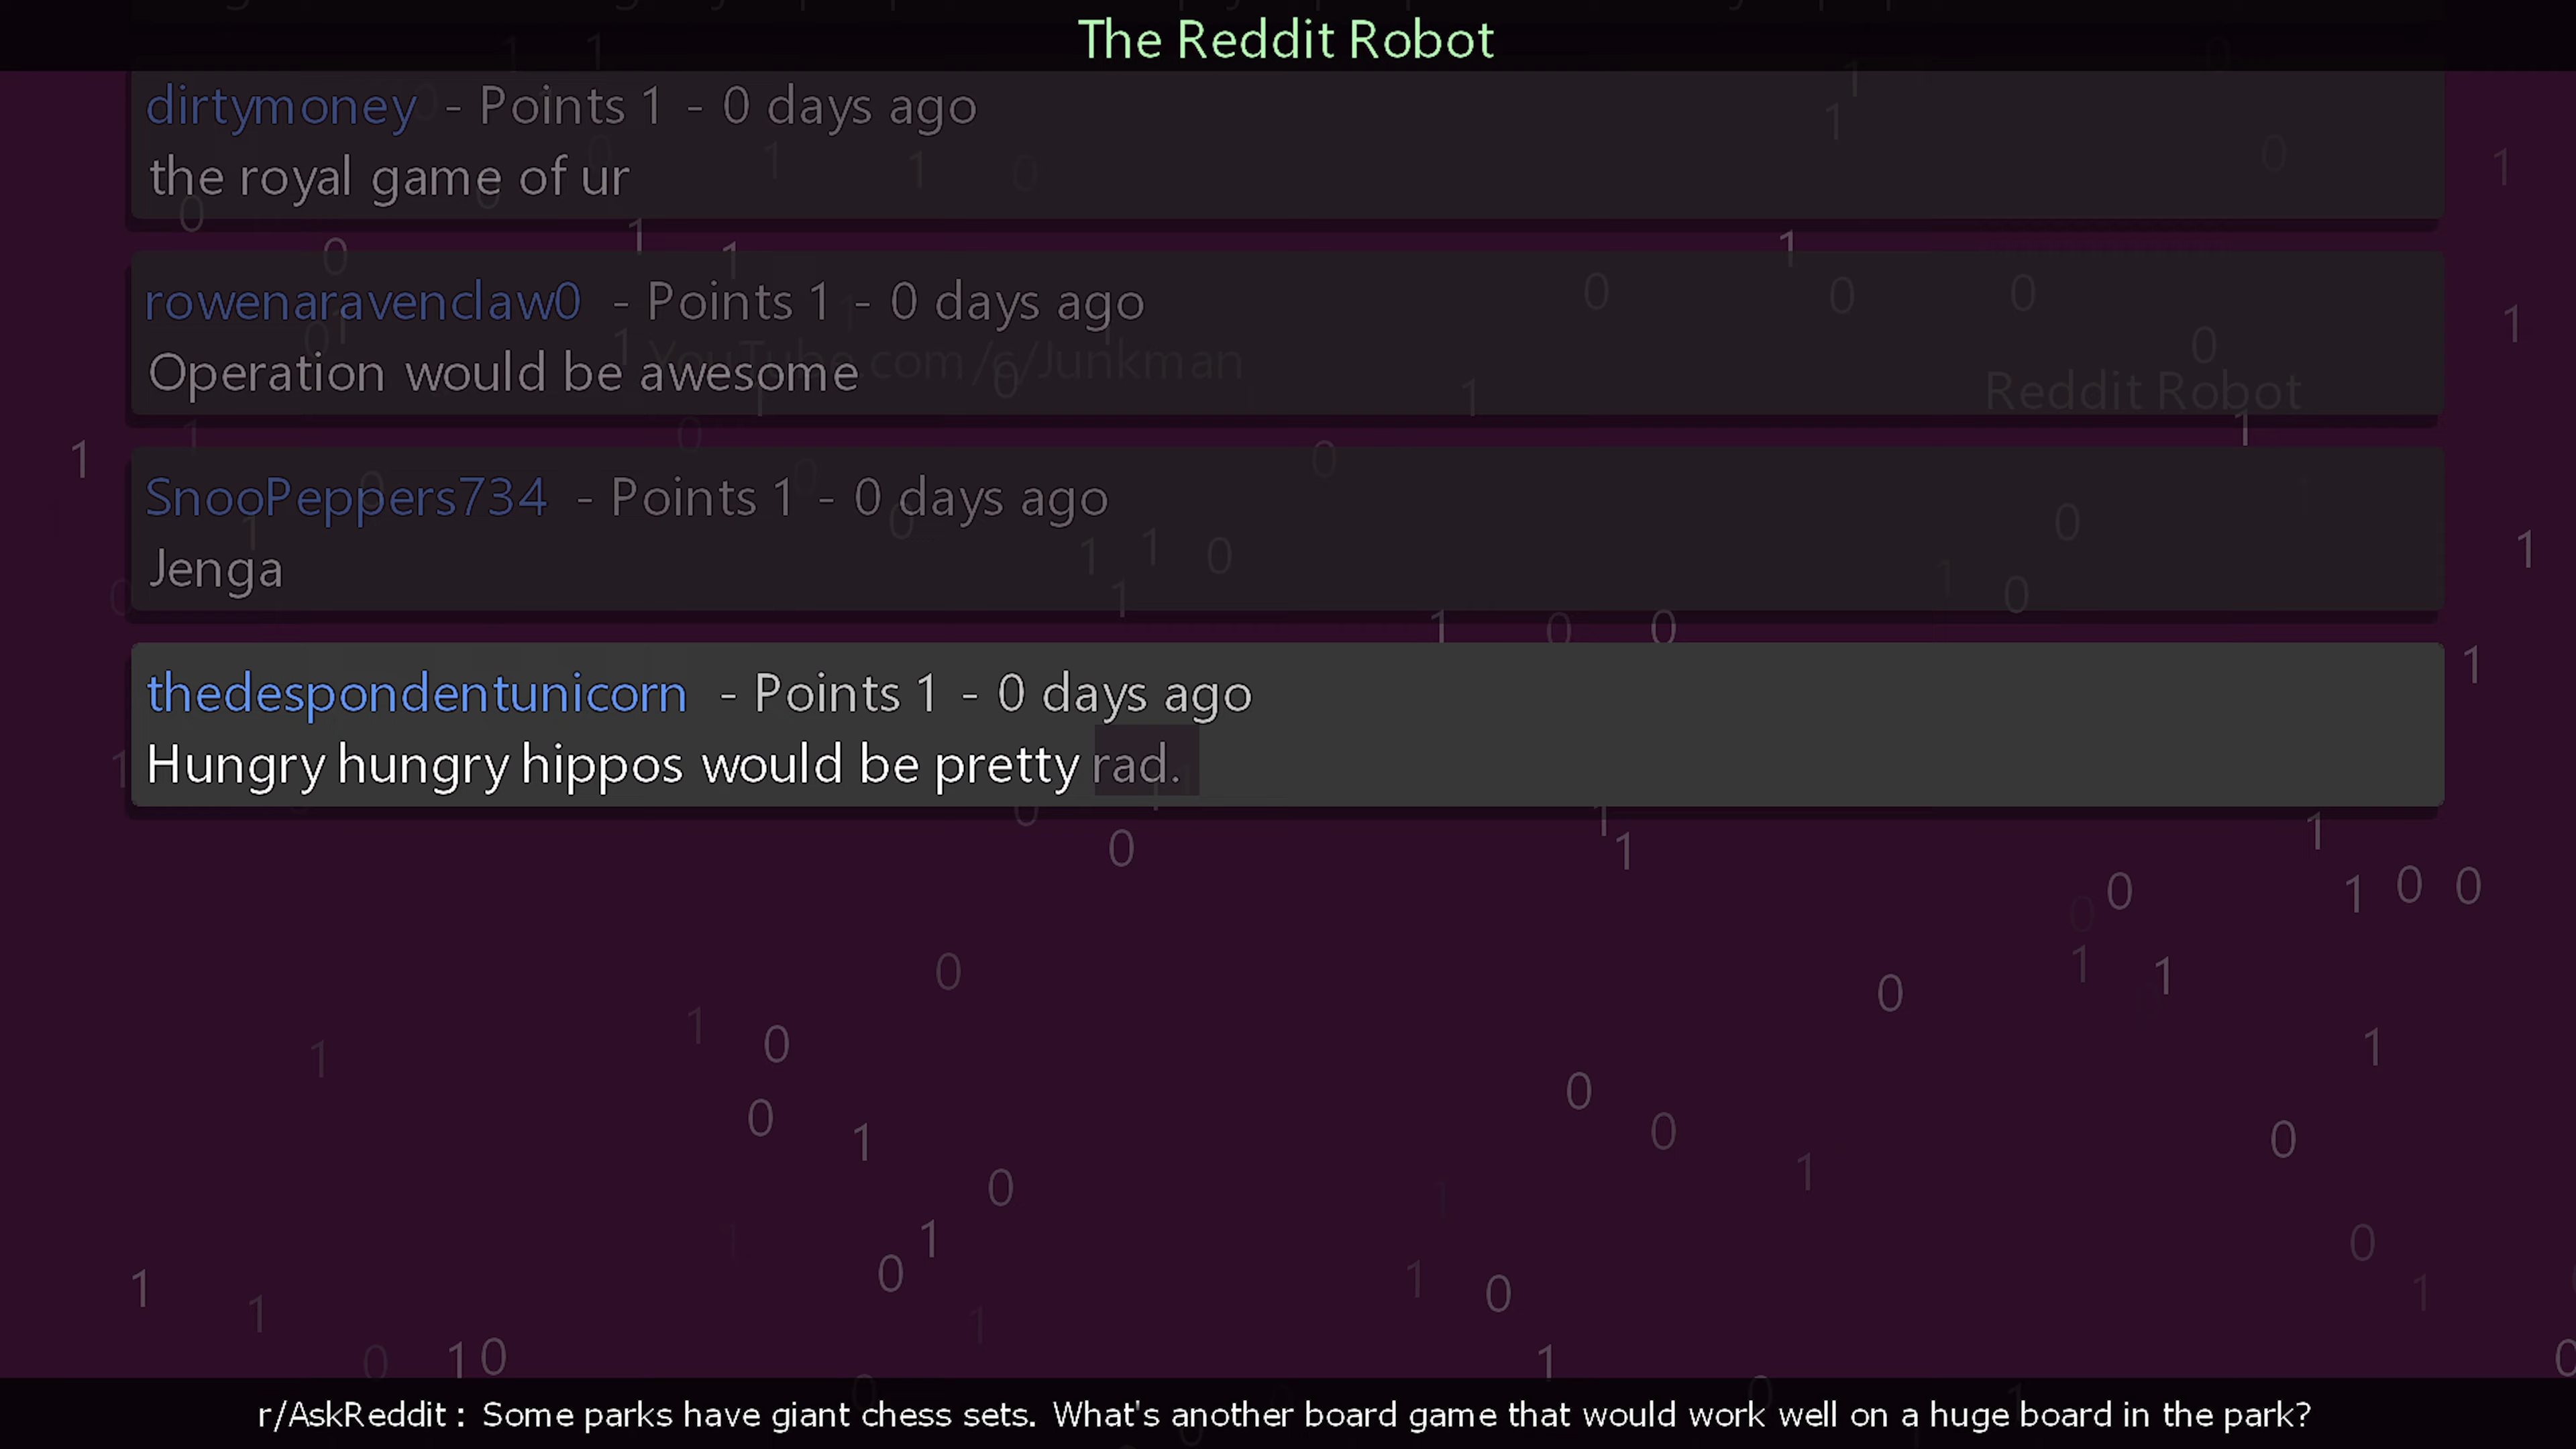 The Reddit Robot
dirtymoney - Points 1 - 0 days ago
the royal game of ur
rowenaravenclaw0 - Points 1 - 0 days ago
YouTube.com/c/Junkman
Operation would be awesome
Reddit Robot
SnooPeppers734 - Points 1 - 0 days ago
Jenga
thedespondentunicorn - Points 1 - 0 days ago
Hungry hungry hippos would be pretty rad.
r/AskReddit : Some parks have giant chess sets. What's another board game that would work well on a huge board in the park?